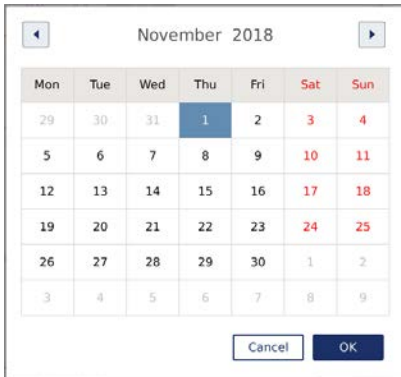 November 2018
Mon Tue Wed Thu Fri Sat Sun
29 30 31 1 2 3 4
5 6 7 8 9 10 11
12 13 14 15 16 17 18
19 20 21 22 23 24 25
26 27 28 29 30 1 2
3 4 5 6 7 8 9
Cancel OK